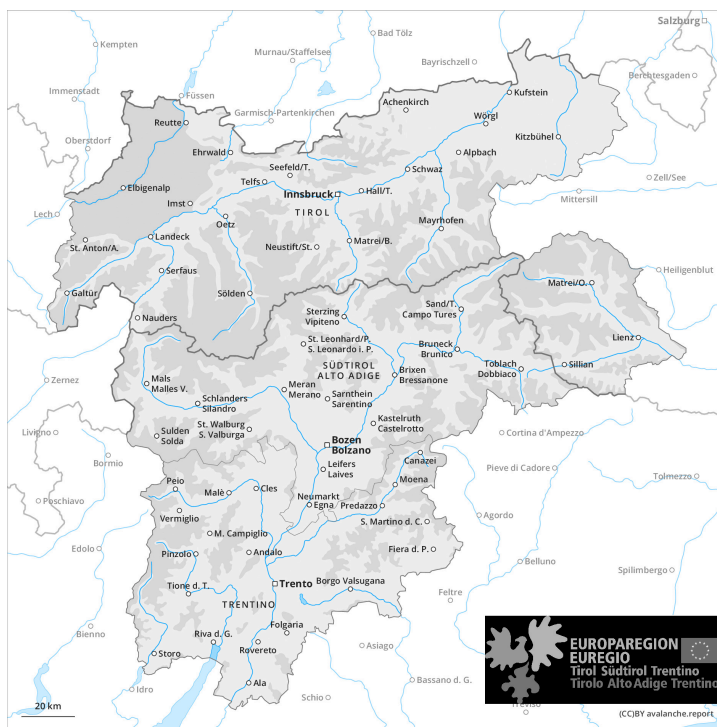 Salzburg
Kempten
Bad Tölz
Murnau/Staffelsee
Bayrischzell
Berchtesgaden
Immenstadt
Füssen
Kufstein
Achenkirch
Garmisch-Partenkirchen
Reutte
Wörgl
Oberstdorf
Kitzbühel
Ehrwald
Alpbach
Seefeld/T.
Schwaz
Telfs
Zell/See
Elbigenalp
Innsbruck
Hall/T.
Mittersill
Imst
TIROL
Lech
Oetz
Mayrhofen
St. Anton/A.
Landeck
Neustift/St.
Matrei/B.
Serfaus
Heiligenblut
Matrei/O.
Galtür
Sölden
Sand/T.
Campo Tures
Nauders
Sterzing
Vipiteno
St. Leonhard/P.
S. Leonardo i. P.
Lienz
Bruneck
Brunico
SÜDTIROL
ALTO ADIGE
Toblach
Dobbiaco
Sillian
Brixen
Bressanone
Zernez
Mals
Malles V.
Meran
Merano
Schlanders
Silandro
Sarnthein
Sarentino
St. Walburg
S. Valburga
Kastelruth
Castelrotto
Livigno
Sulden
Solda
Cortina d'Ampezzo
Bozen
Bolzano
Bormio
Canazei
Leifers
Laives
Pieve di Cadore
Tolmezzo
Peio
Moena
Malè
Cles
Poschiavo
Neumarkt
Egna
Predazzo
Vermiglio
Agordo
S. Martino d. C.
M. Campiglio
Edolo
Pinzolo
Andalo
Fiera d. P.
Belluno
Spilimbergo
Tione d. T.
Trento
Borgo Valsugana
Feltre
TRENTINO
Folgaria
Bienno
Riva d. G.
Rovereto
Storo
Asiago
Ala
Idro
Schio
Bassano d. G.
EUROPAREGION
EUREGIO
Tirol Südtirol Trentino
Tirolo Alto Adige Trentino
Treviso
20 km
(CC)BY avalanche.report